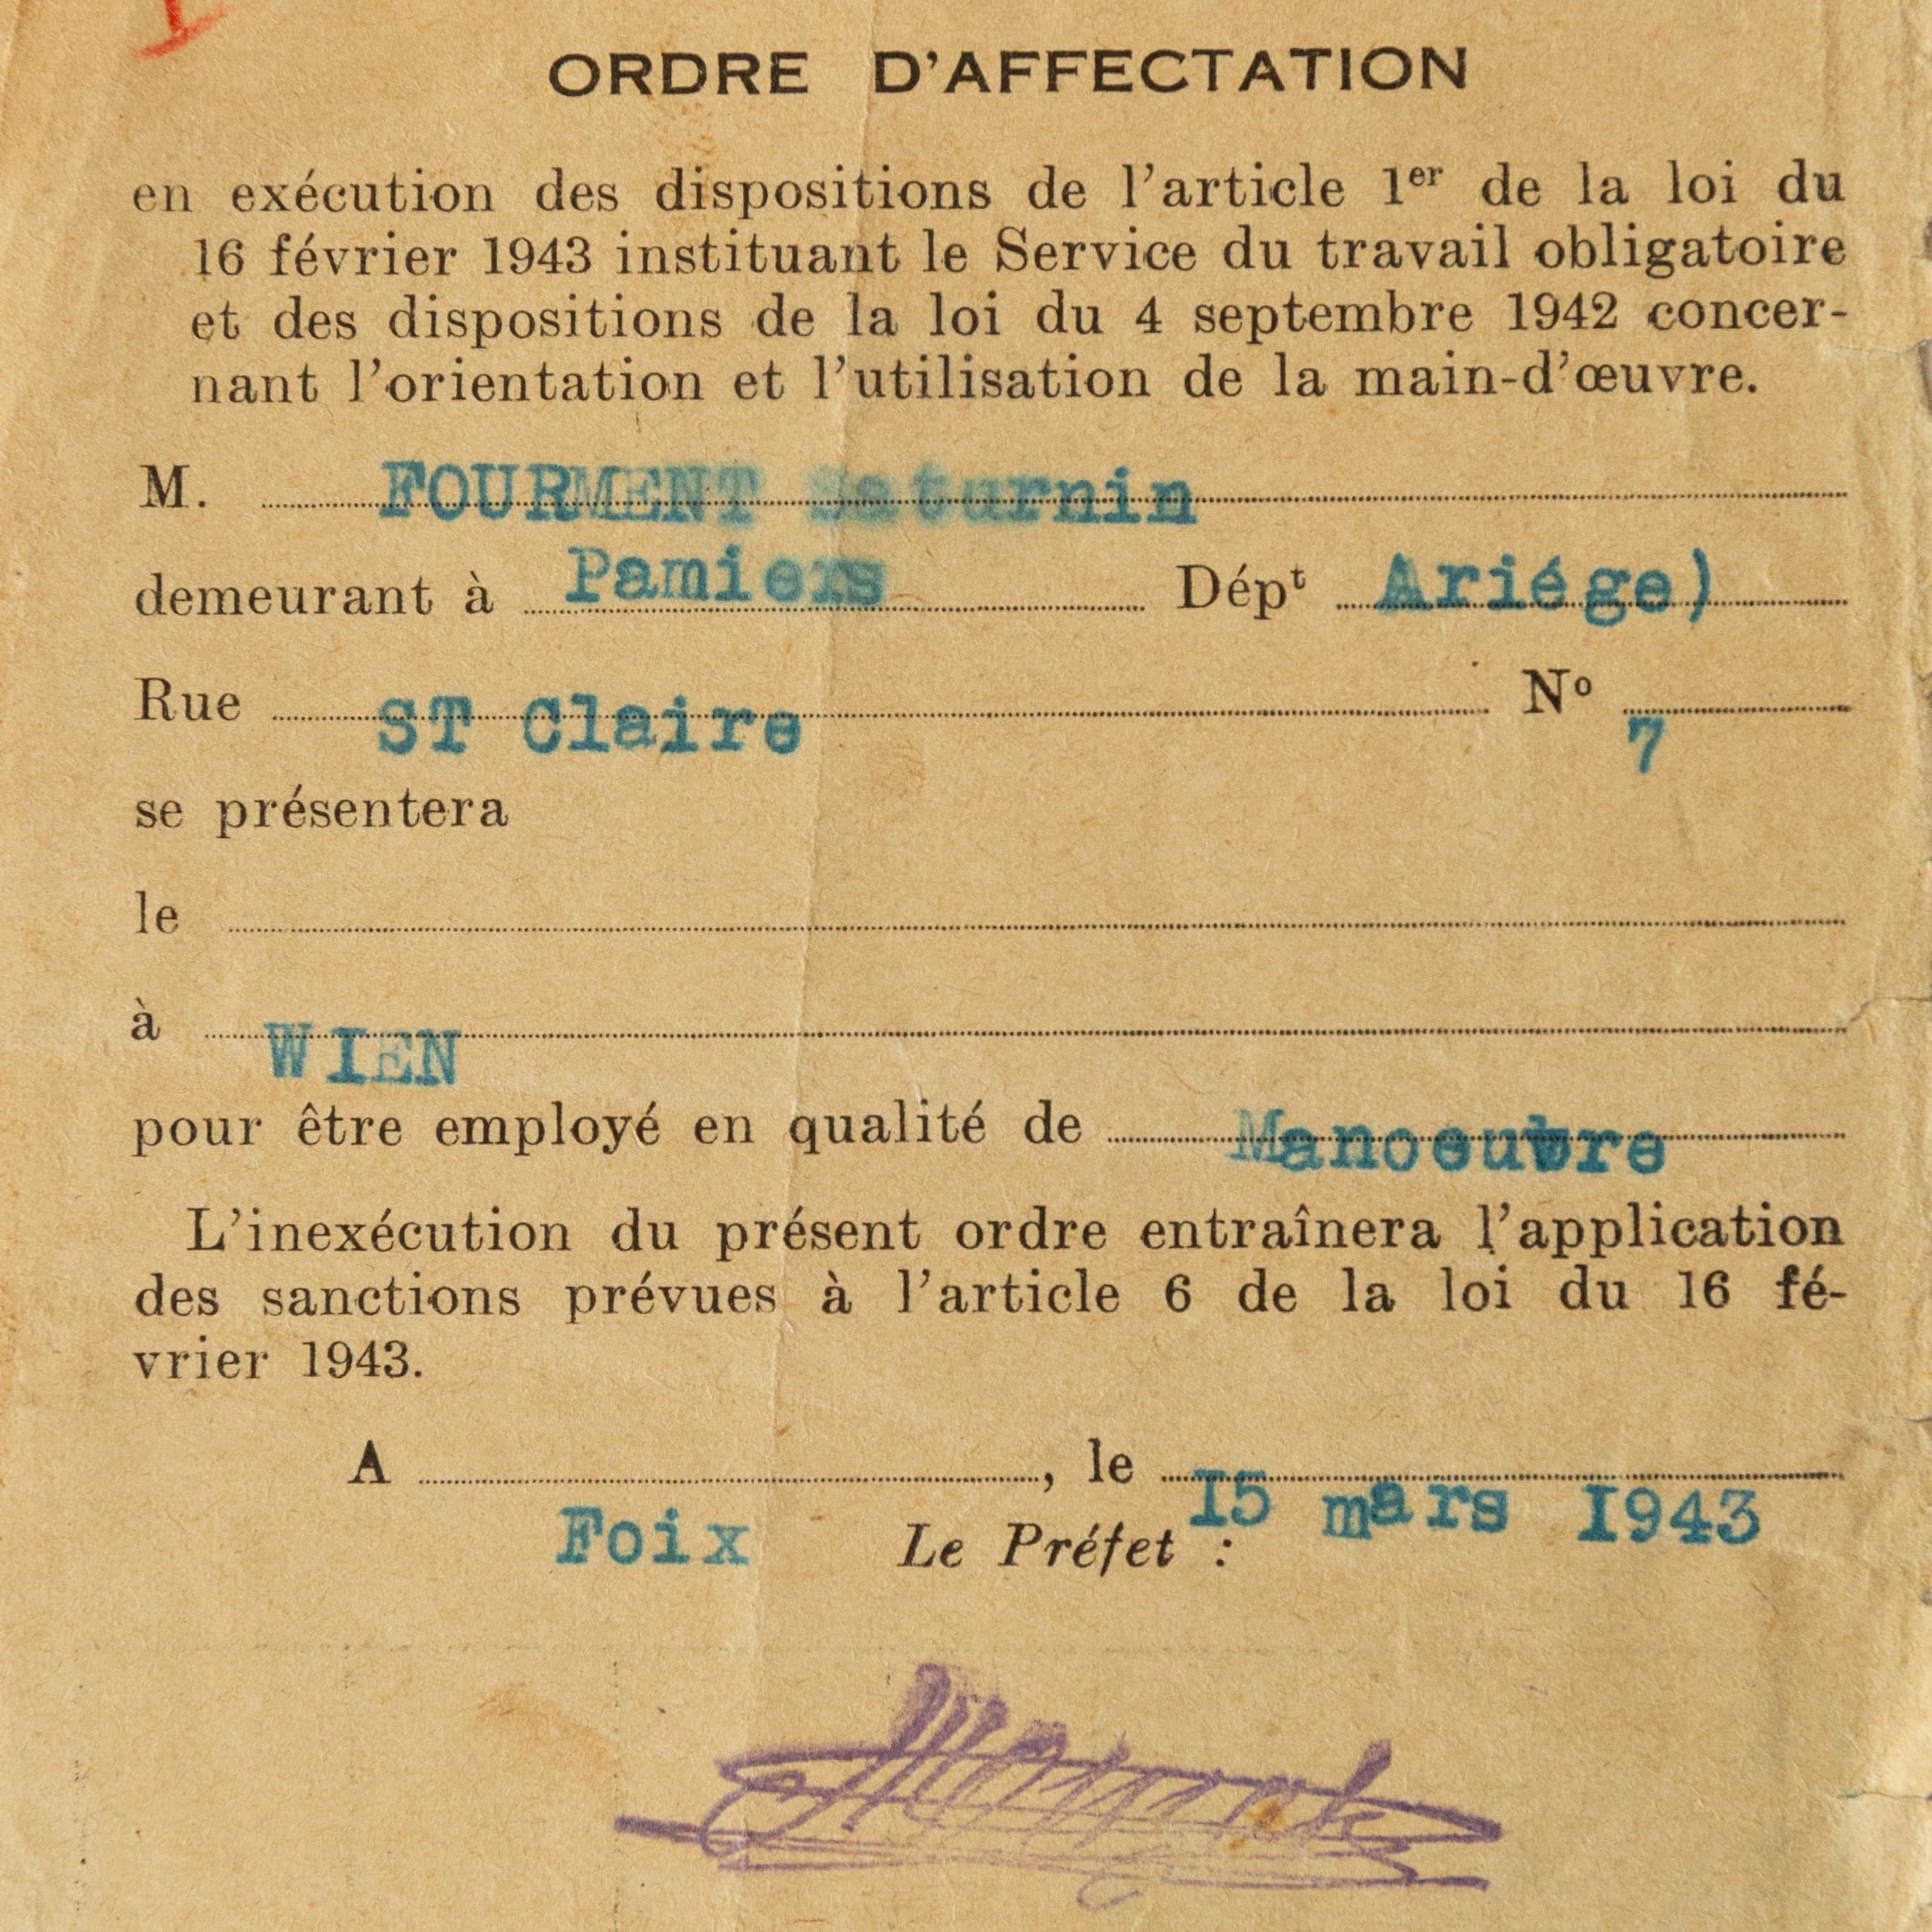 ORDRE D'AFFECTATION
en exécution des dispositions de l'article 1er de la loi du
16 février 1943 instituant le Service du travail obligatoire
et des dispositions de la loi du 4 septembre 1942 concer-
nant l'orientation et l'utilisation de la main-d'œuvre.
M. FOURMENT Saturnin
demeurant à Pamiers Dépt Ariége)
Rue ST Claire No 7
se présentera
le
à WIEN
pour être employé en qualité de Manoeuvre
L'inexécution du présent ordre entraînera l'application
des sanctions prévues à l'article 6 de la loi du 16 fé-
vrier 1943.
A Foix, le I5 mars I943
Le Préfet :